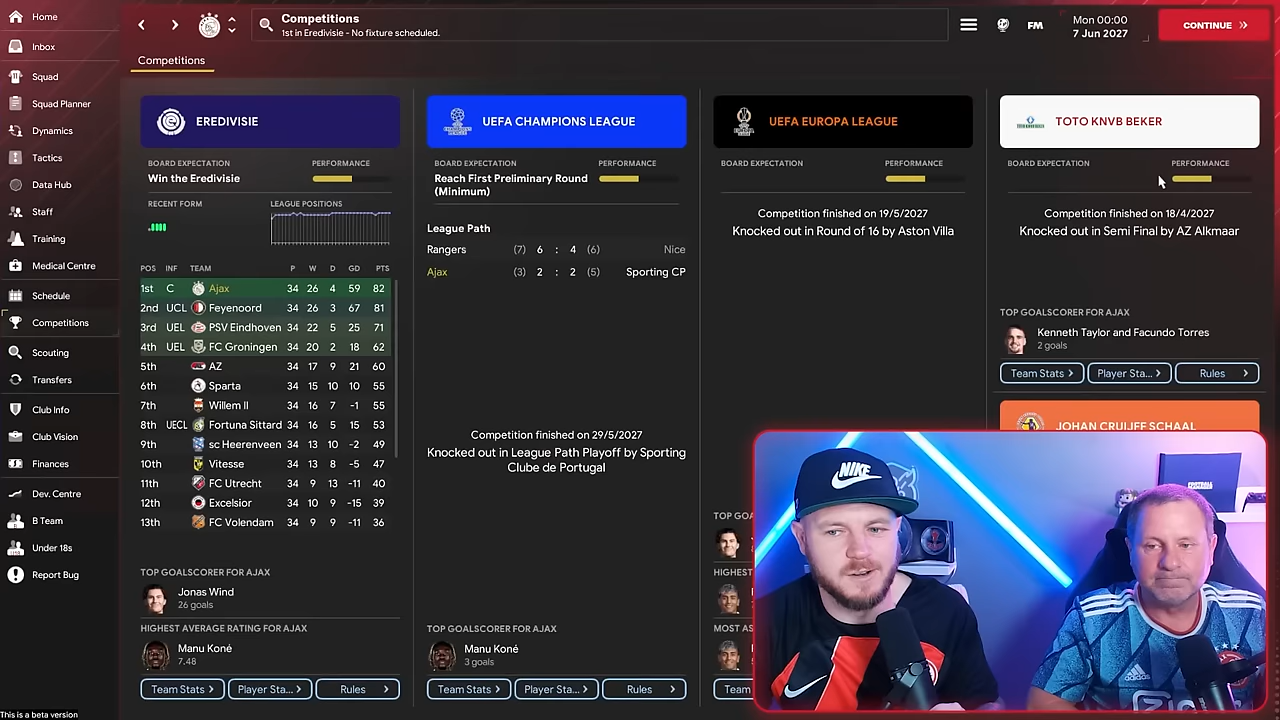 Home
Inbox
Squad
Squad Planner
Dynamics
Tactics
Data Hub
Staff
Training
Medical Centre
Schedule
Competitions
Scouting
Transfers
Club Info
Club Vision
Finances
Dev. Centre
B Team
Under 18s
Report Bug
This is a beta version
Competitions
1st in Eredivisie - No fixture scheduled.
FM
Mon 00:00
7 Jun 2027
CONTINUE
Competitions
EREDIVISIE
BOARD EXPECTATION PERFORMANCE
Win the Eredivisie
RECENT FORM LEAGUE POSITIONS
POS INF TEAM P W D GD PTS
1st C Ajax 34 26 4 59 82
2nd UCL Feyenoord 34 26 3 67 81
3rd UEL PSV Eindhoven 34 22 5 25 71
4th UEL FC Groningen 34 20 2 18 62
5th AZ 34 17 9 21 60
6th Sparta 34 15 10 10 55
7th Willem II 34 16 7 -1 55
8th UECL Fortuna Sittard 34 16 5 15 53
9th sc Heerenveen 34 13 10 -2 49
10th Vitesse 34 13 8 -5 47
11th FC Utrecht 34 9 13 -11 40
12th Excelsior 34 10 9 -15 39
13th FC Volendam 34 9 9 -11 36
TOP GOALSCORER FOR AJAX
Jonas Wind
26 goals
HIGHEST AVERAGE RATING FOR AJAX
Manu Koné
7.48
Team Stats Player Sta... Rules
UEFA CHAMPIONS LEAGUE
BOARD EXPECTATION PERFORMANCE
Reach First Preliminary Round
(Minimum)
League Path
Rangers (7) 6 : 4 (6) Nice
Ajax (3) 2 : 2 (5) Sporting CP
Competition finished on 29/5/2027
Knocked out in League Path Playoff by Sporting
Clube de Portugal
TOP GOALSCORER FOR AJAX
Manu Koné
3 goals
Team Stats Player Sta... Rules
UEFA EUROPA LEAGUE
BOARD EXPECTATION PERFORMANCE
Competition finished on 19/5/2027
Knocked out in Round of 16 by Aston Villa
TOP GOA
HIGHEST
MOST AS
Team
TOTO KNVB BEKER
BOARD EXPECTATION PERFORMANCE
Competition finished on 18/4/2027
Knocked out in Semi Final by AZ Alkmaar
TOP GOALSCORER FOR AJAX
Kenneth Taylor and Facundo Torres
2 goals
Team Stats Player Sta... Rules
JOHAN CRUIJFF SCHAAL
NIKE
adidas